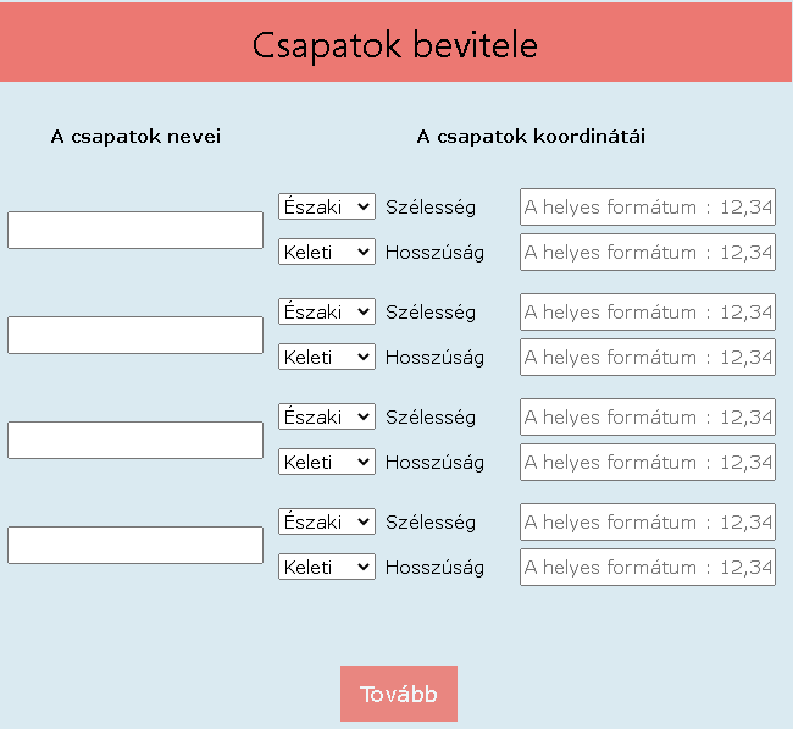 Csapatok bevitele
A csapatok nevei A csapatok koordinátái
Északi Szélesség A helyes formátum : 12,34
Keleti Hosszúság A helyes formátum : 12,34
Északi Szélesség A helyes formátum : 12,34
Keleti Hosszúság A helyes formátum : 12,34
Északi Szélesség A helyes formátum : 12,34
Keleti Hosszúság A helyes formátum : 12,34
Északi Szélesség A helyes formátum : 12,34
Keleti Hosszúság A helyes formátum : 12,34
Tovább